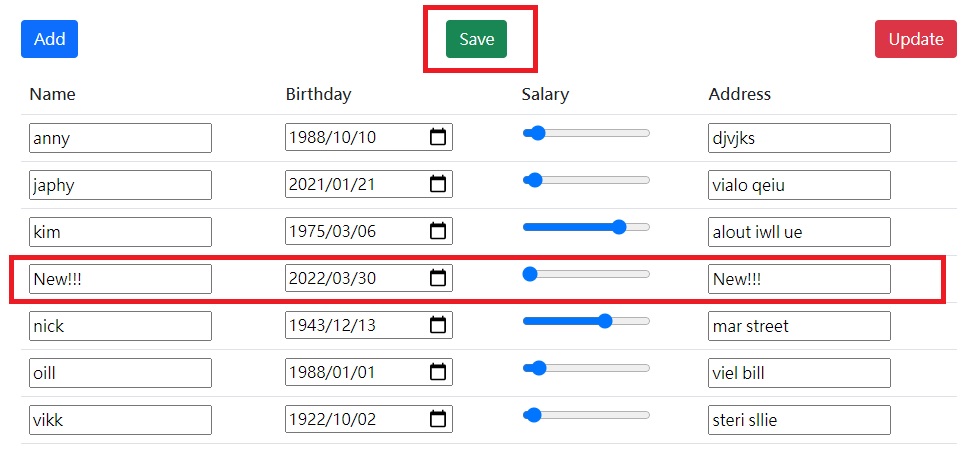 Add Save Update
Name Birthday Salary Address
anny 1988/10/10 djvjks
japhy 2021/01/21 vialo qeiu
kim 1975/03/06 alout iwll ue
New!!! 2022/03/30 New!!!
nick 1943/12/13 mar street
oill 1988/01/01 viel bill
vikk 1922/10/02 steri sllie